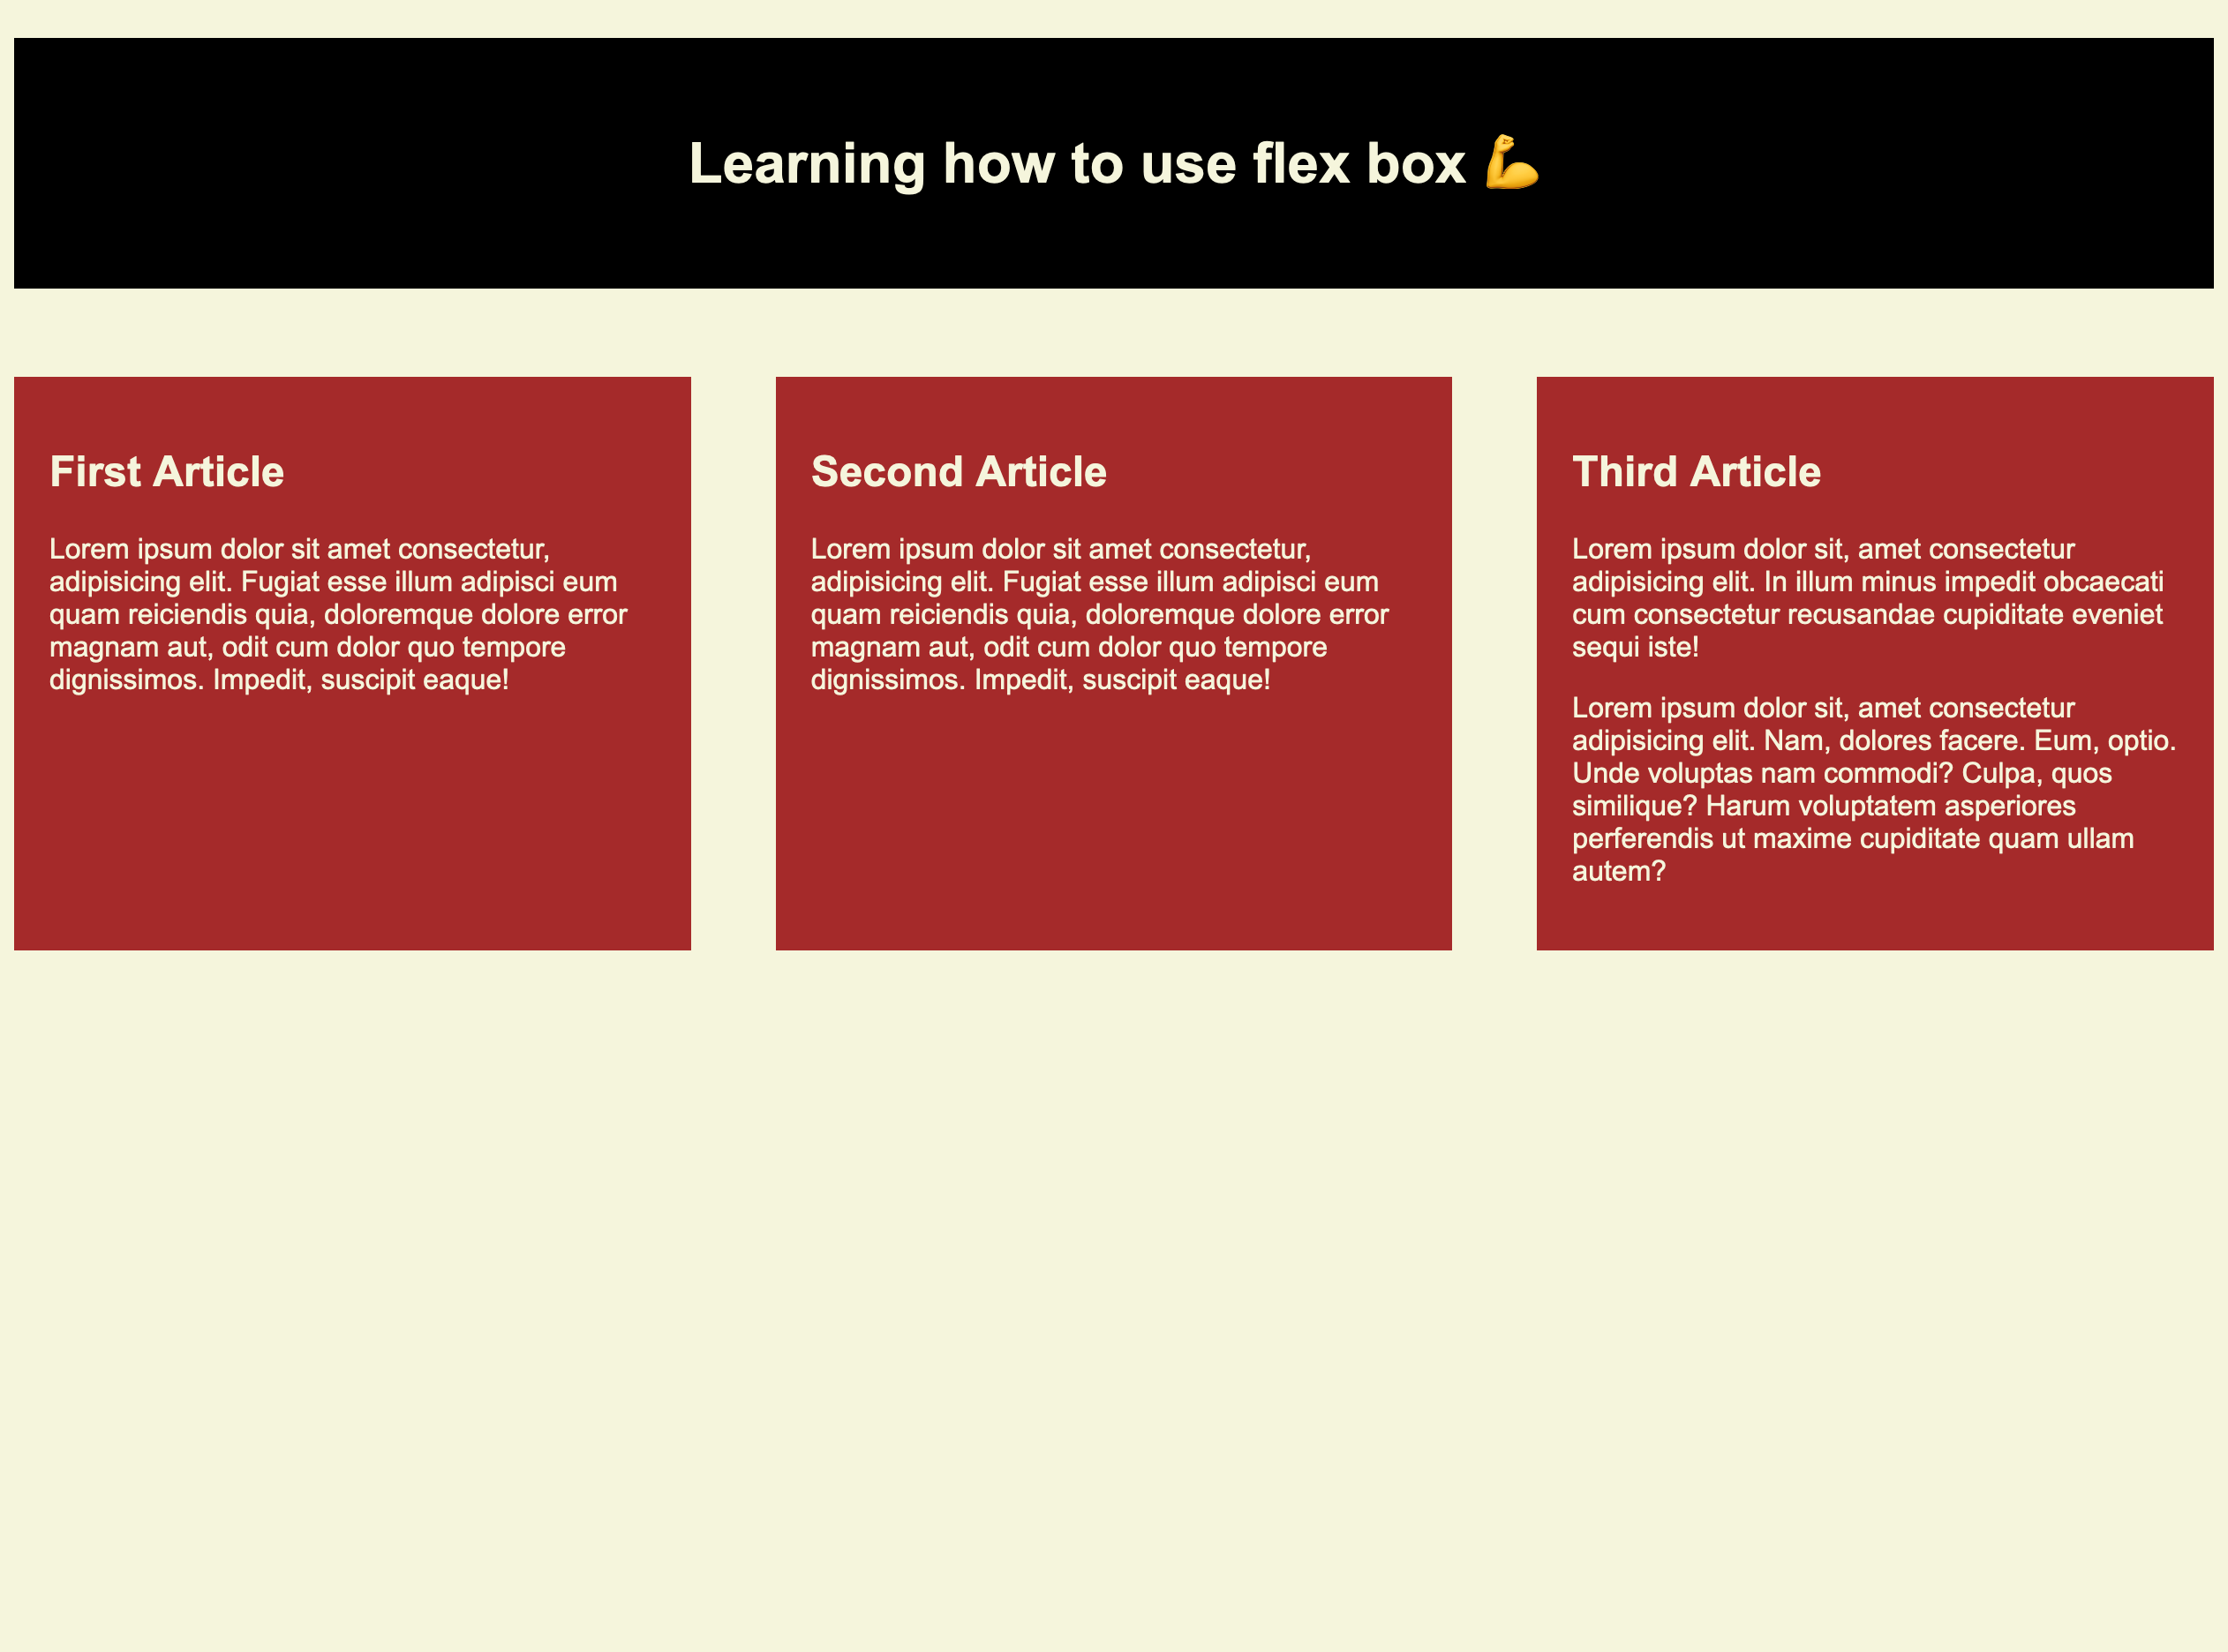 Learning how to use flex box 💪
First Article
Lorem ipsum dolor sit amet consectetur,
adipisicing elit. Fugiat esse illum adipisci eum
quam reiciendis quia, doloremque dolore error
magnam aut, odit cum dolor quo tempore
dignissimos. Impedit, suscipit eaque!
Second Article
Lorem ipsum dolor sit amet consectetur,
adipisicing elit. Fugiat esse illum adipisci eum
quam reiciendis quia, doloremque dolore error
magnam aut, odit cum dolor quo tempore
dignissimos. Impedit, suscipit eaque!
Third Article
Lorem ipsum dolor sit, amet consectetur
adipisicing elit. In illum minus impedit obcaecati
cum consectetur recusandae cupiditate eveniet
sequi iste!
Lorem ipsum dolor sit, amet consectetur
adipisicing elit. Nam, dolores facere. Eum, optio.
Unde voluptas nam commodi? Culpa, quos
similique? Harum voluptatem asperiores
perferendis ut maxime cupiditate quam ullam
autem?